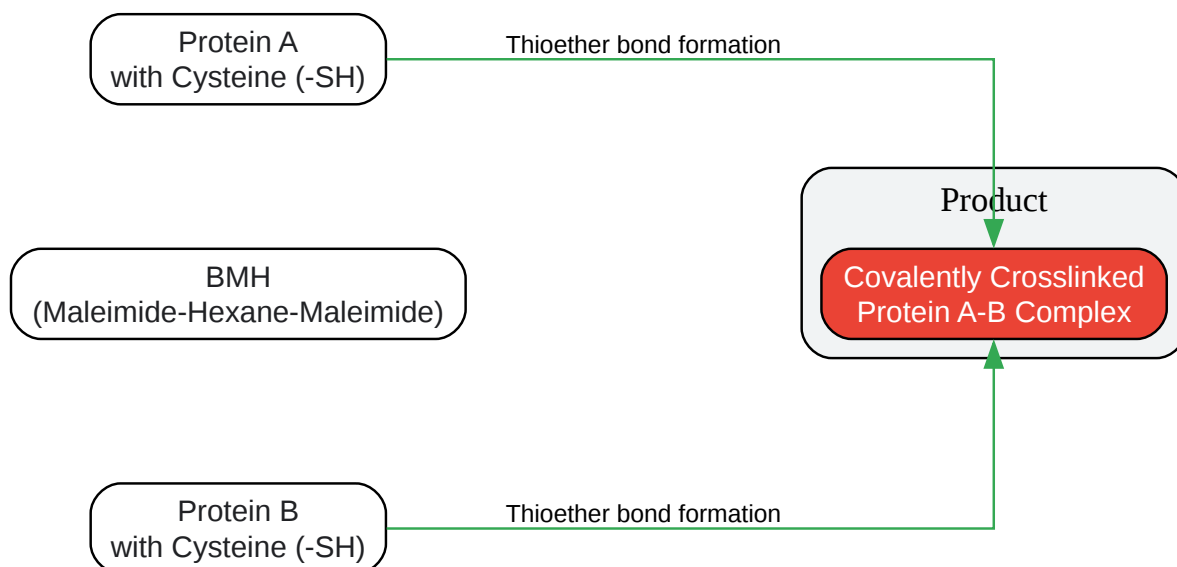 Protein A
with Cysteine (-SH)
Thioether bond formation
Product
BMH
(Maleimide-Hexane-Maleimide)
Covalently Crosslinked
Protein A-B Complex
Protein B
with Cysteine (-SH)
Thioether bond formation